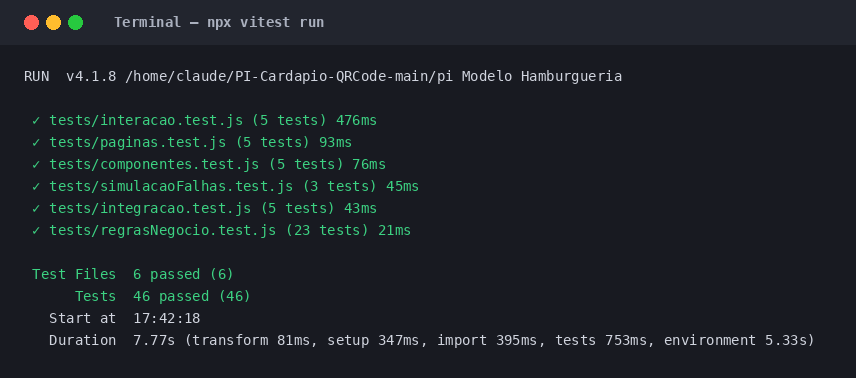 Terminal — npx vitest run
RUN  v4.1.8 /home/claude/PI-Cardapio-QRCode-main/pi Modelo Hamburgueria
✓ tests/interacao.test.js (5 tests) 476ms
✓ tests/paginas.test.js (5 tests) 93ms
✓ tests/componentes.test.js (5 tests) 76ms
✓ tests/simulacaoFalhas.test.js (3 tests) 45ms
✓ tests/integracao.test.js (5 tests) 43ms
✓ tests/regrasNegocio.test.js (23 tests) 21ms
Test Files  6 passed (6)
Tests  46 passed (46)
Start at  17:42:18
Duration  7.77s (transform 81ms, setup 347ms, import 395ms, tests 753ms, environment 5.33s)